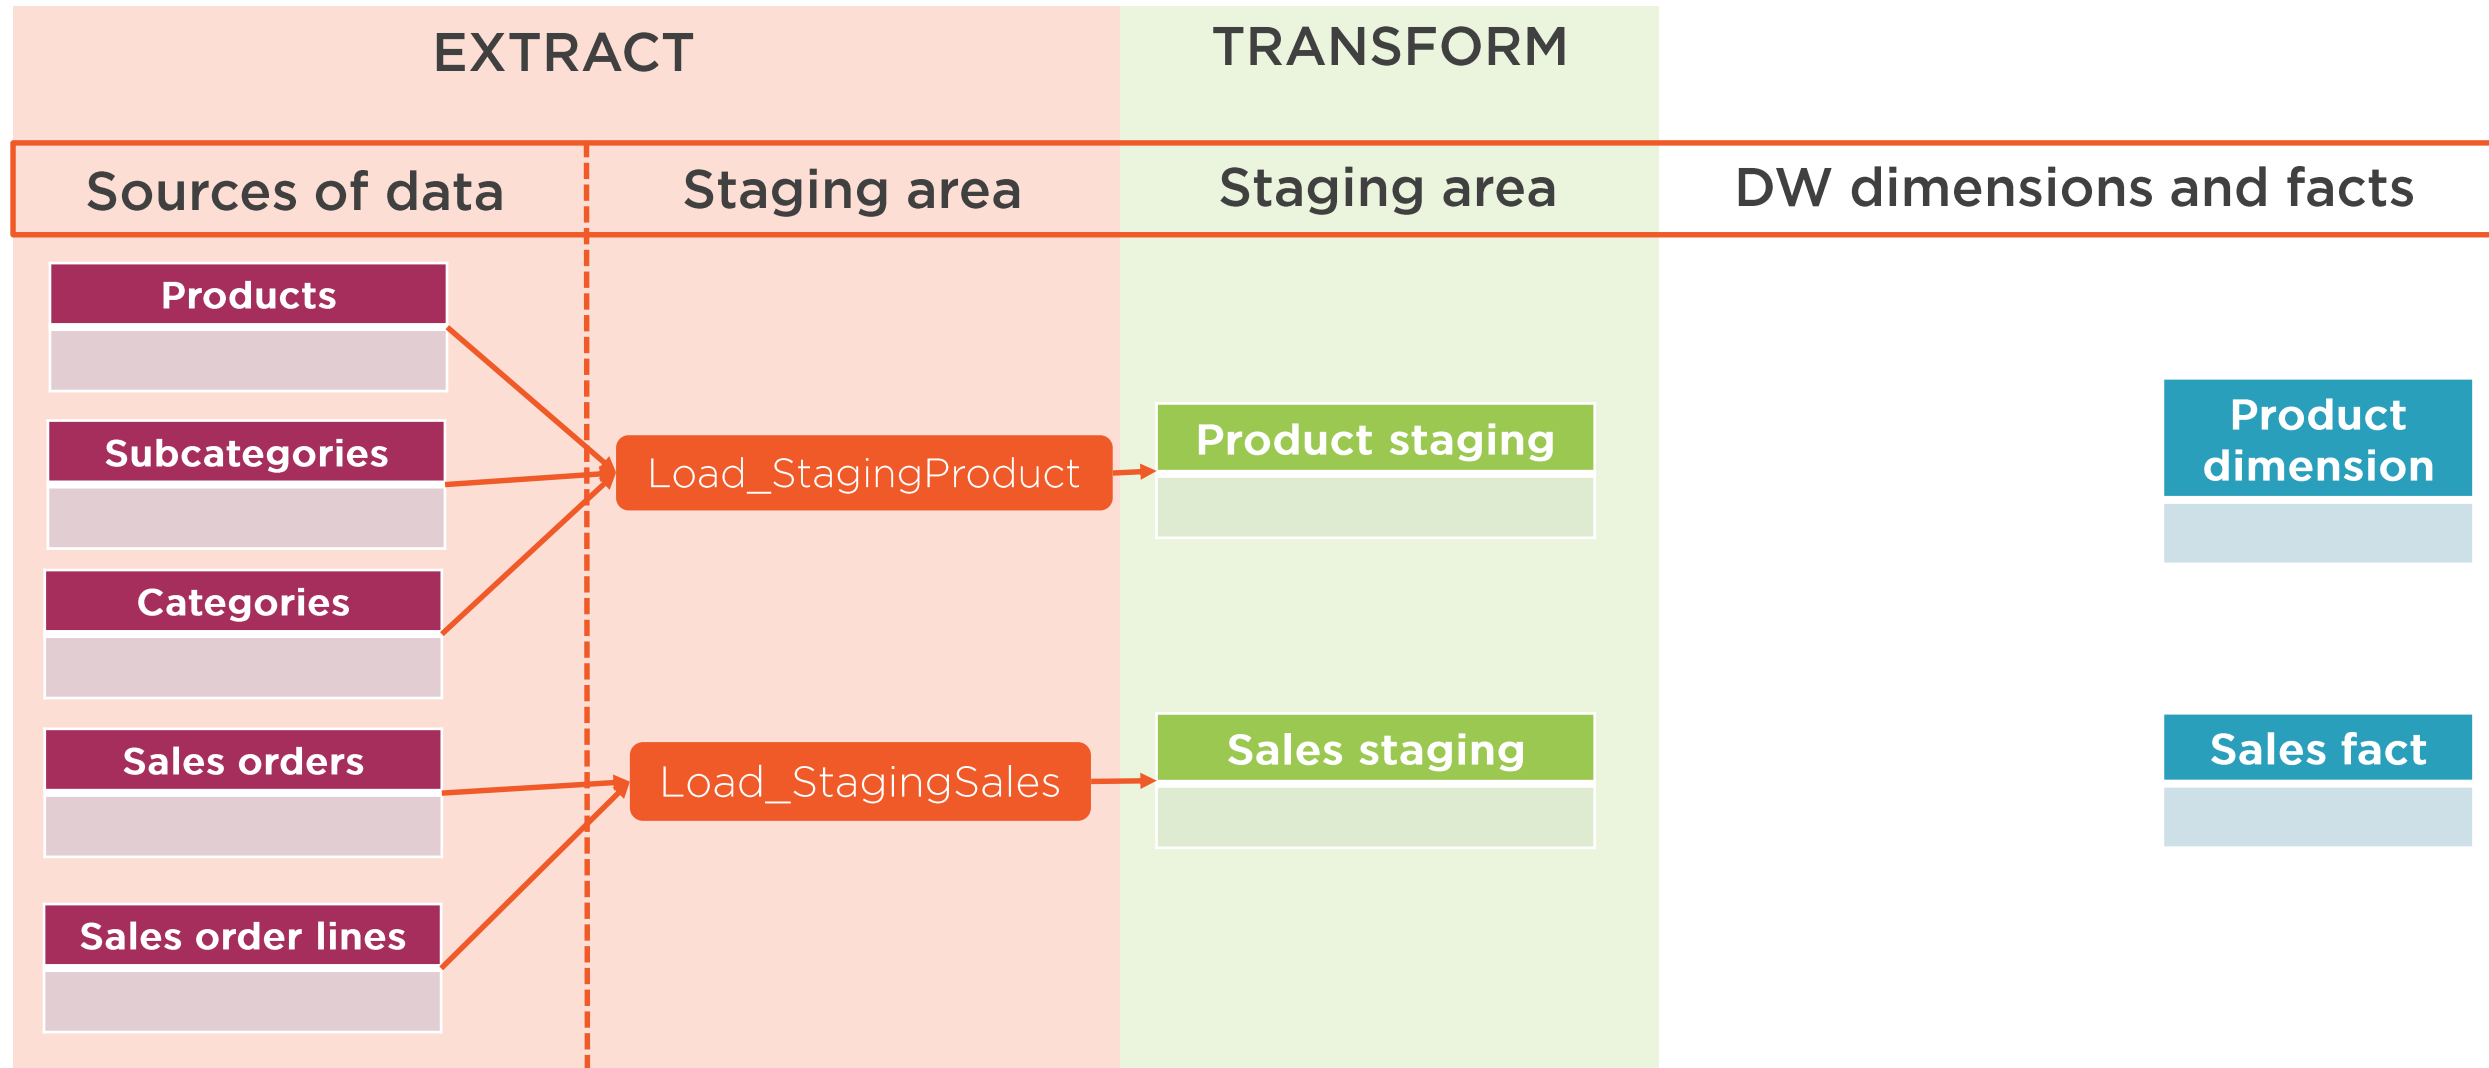 EXTRACT
TRANSFORM
Sources of data
Staging area
Staging area
DW dimensions and facts
Products
Subcategories
Categories
Sales orders
Sales order lines
Load_StagingProduct
Load_StagingSales
Product staging
Sales staging
Product
dimension
Sales fact